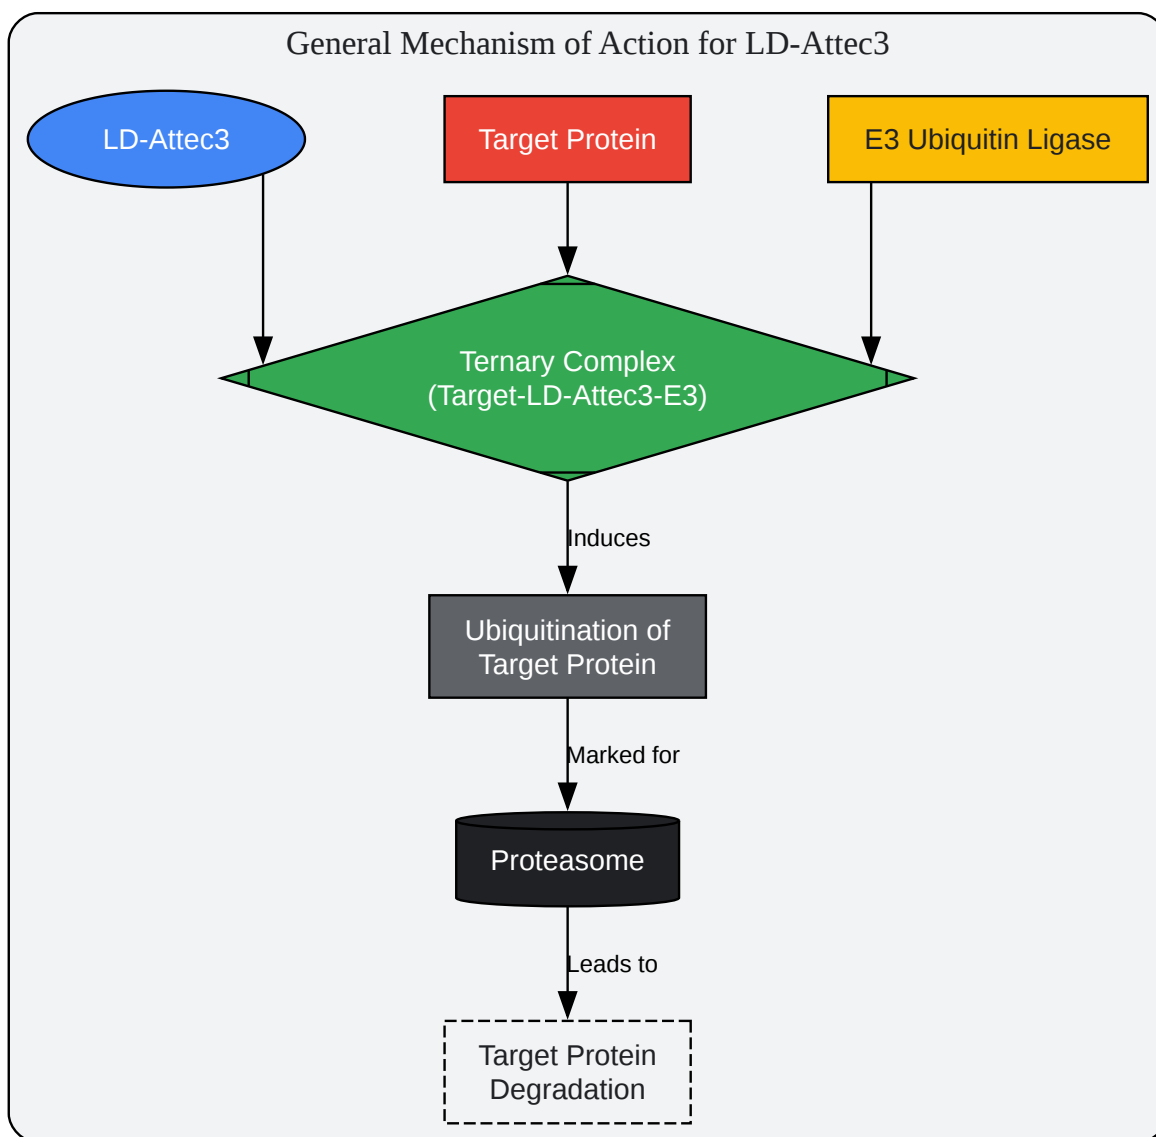 General Mechanism of Action for LD-Attec3
LD-Attec3
Target Protein
E3 Ubiquitin Ligase
Ternary Complex
(Target-LD-Attec3-E3)
Induces
Ubiquitination of
Target Protein
Marked for
Proteasome
Leads to
Target Protein
Degradation